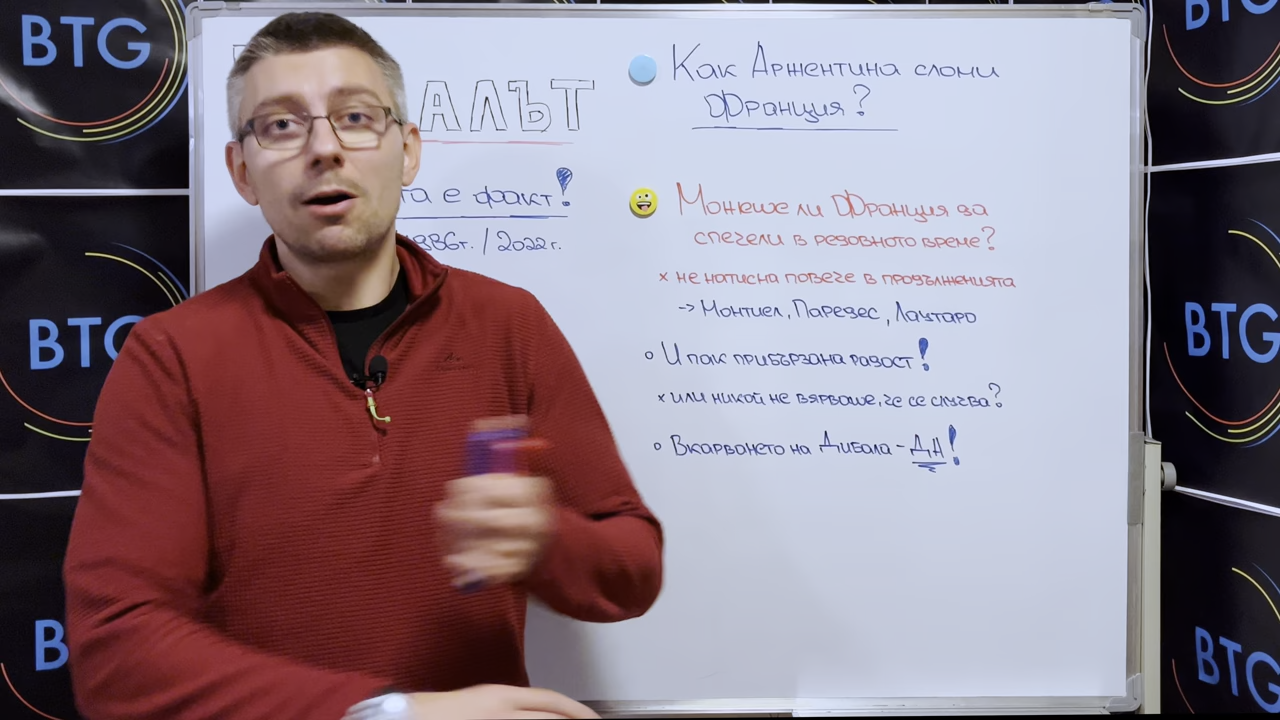 BTG
АЛЪТ
та е факт!
1986г. / 2022г.
Как Аржентина сломи
Франция?
Можеше ли Франция да
спечели в редовното време?
x не натисна повече в продълженията
→ Монтиел, Паредес, Лаутаро
о И пак прибързана радост!
x или никой не вярваше, че се случва?
о Вкарването на Дибала - ДА!
BTG
BTG
BTG
BTG
B
BTG